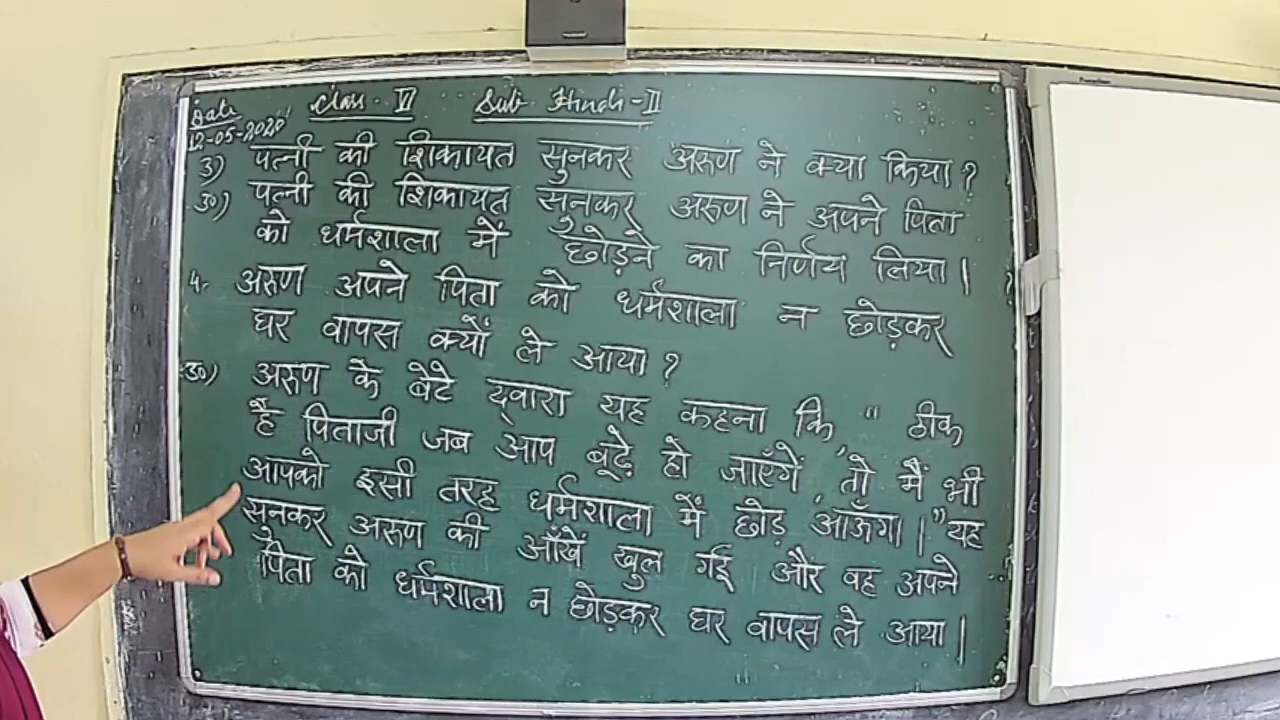 Date Class - VI Sub - Hindi - II
12-05-2020
3) पत्नी की शिकायत सुनकर अरूण ने क्या किया ?
उ०) पत्नी की शिकायत सुनकर अरूण ने अपने पिता
को धर्मशाला में छोड़ने का निर्णय लिया |
4. अरूण अपने पिता को धर्मशाला न छोड़कर
घर वापस क्यों ले आया ?
उ०) अरूण के बेटे द्वारा यह कहना कि, " ठीक
है पिताजी जब आप बूढ़े हो जाएँगें, तो मैं भी
आपको इसी तरह धर्मशाला में छोड़ आऊँगा | " यह
सुनकर अरूण की आँखें खुल गई और वह अपने
पिता को धर्मशाला न छोड़कर घर वापस ले आया |